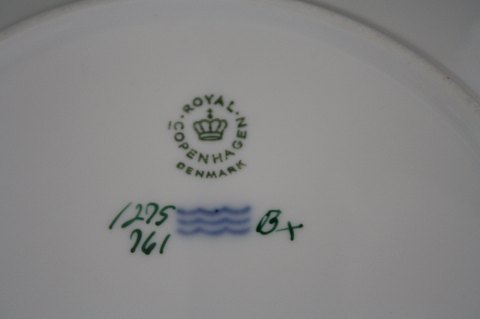 ROYAL
COPENHAGEN
DENMARK
1275 Bx
761